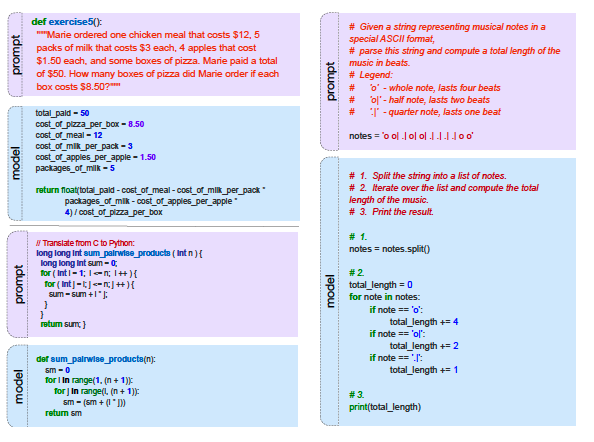 prompt
def exercise5():
"""Marie ordered one chicken meal that costs $12, 5
packs of milk that costs $3 each, 4 apples that cost
$1.50 each, and some boxes of pizza. Marie paid a total
of $50. How many boxes of pizza did Marie order if each
box costs $8.50?"""
model
total_paid = 50
cost_of_pizza_per_box = 8.50
cost_of_meal = 12
cost_of_milk_per_pack = 3
cost_of_apples_per_apple = 1.50
packages_of_milk = 5
return float(total_paid - cost_of_meal - cost_of_milk_per_pack *
packages_of_milk - cost_of_apples_per_apple *
4) / cost_of_pizza_per_box
prompt
// Translate from C to Python:
long long int sum_pairwise_products ( int n ) {
long long int sum = 0;
for ( int i = 1; i <= n; i ++ ) {
for ( int j = i; j <= n; j ++ ) {
sum = sum + i * j;
}
}
return sum; }
model
def sum_pairwise_products(n):
sm = 0
for i in range(1, (n + 1)):
for j in range(i, (n + 1)):
sm = (sm + (i * j))
return sm
prompt
# Given a string representing musical notes in a
special ASCII format,
# parse this string and compute a total length of the
music in beats.
# Legend:
# 'o' - whole note, lasts four beats
# 'o|' - half note, lasts two beats
# '.|' - quarter note, lasts one beat
notes = 'o o| .| o| o| .| .| .| .| o o'
model
# 1. Split the string into a list of notes.
# 2. Iterate over the list and compute the total
length of the music.
# 3. Print the result.
# 1.
notes = notes.split()
# 2.
total_length = 0
for note in notes:
if note == 'o':
total_length += 4
if note == 'o|':
total_length += 2
if note == '.|':
total_length += 1
# 3.
print(total_length)